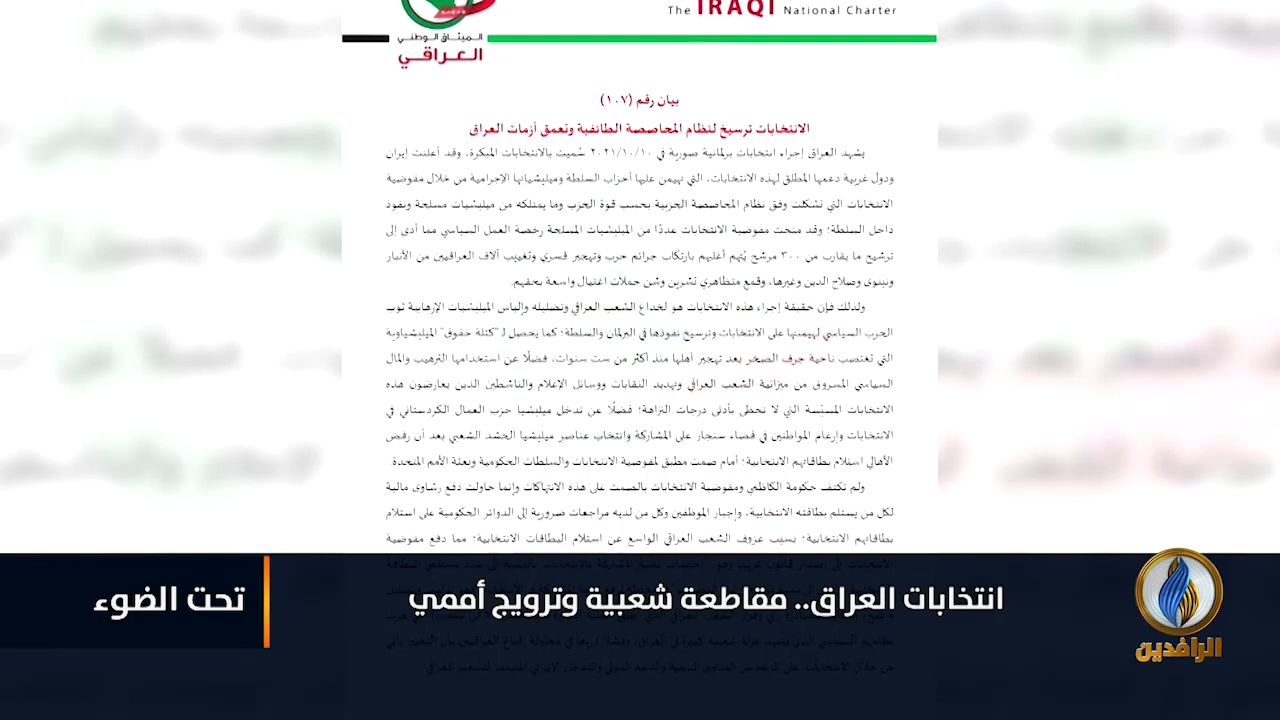 The IRAQI National Charter
الميثاق الوطني
العراقي
بيان رقم (١٠٧)
الانتخابات ترسيخ لنظام المحاصصة الطائفية وتعمق أزمات العراق
يشهد العراق إجراء انتخابات برلمانية صورية في ٢٠٢١/١٠/١٠ سُميت بالانتخابات المبكرة، وقد أعلنت إيران
ودول غربية دعمها المطلق لهذه الانتخابات، التي تهيمن عليها أحزاب السلطة وميليشياتها الإجرامية من خلال مفوضية
الانتخابات التي تشكلت وفق نظام المحاصصة الحزبية بحسب قوة الحزب وما يمتلكه من ميليشيات مسلحة ونفوذ
داخل السلطة؛ وقد منحت مفوضية الانتخابات عددًا من الميليشيات المسلحة رخصة العمل السياسي مما أدى إلى
ترشيح ما يقارب من ٣٠٠ مرشح يُتهم أغلبهم بارتكاب جرائم حرب وتهجير قسري وتغييب آلاف العراقيين من الأنبار
ونينوى وصلاح الدين وغيرها، وقمع متظاهري تشرين وشن حملات اغتيال واسعة بحقهم.
ولذلك فإن حقيقة إجراء هذه الانتخابات هو لخداع الشعب العراقي وتضليله وإلباس الميليشيات الإرهابية ثوب
الحزب السياسي لهيمنتها على الانتخابات وترسيخ نفوذها في البرلمان والسلطة؛ كما يحصل لـ "كتلة حقوق" الميليشياوية
التي تغتصب ناحية جرف الصخر بعد تهجير أهلها منذ أكثر من ست سنوات، فضلًا عن استخدامها الترهيب والمال
السياسي المسروق من ميزانية الشعب العراقي وتهديد النقابات ووسائل الإعلام والناشطين الذين يعارضون هذه
الانتخابات المسيّسة التي لا تحظى بأدنى درجات النزاهة؛ فضلًا عن تدخل ميليشيا حزب العمال الكردستاني في
الانتخابات وإرغام المواطنين في قضاء سنجار على المشاركة وانتخاب عناصر ميليشيا الحشد الشعبي بعد أن رفض
الأهالي استلام بطاقاتهم الانتخابية؛ أمام صمت مطبق لمفوضية الانتخابات والسلطات الحكومية وبعثة الأمم المتحدة.
ولم تكتف حكومة الكاظمي ومفوضية الانتخابات بالصمت على هذه الانتهاكات وإنما حاولت دفع رشاوى مالية
لكل من يستلم بطاقته الانتخابية، وإجبار الموظفين وكل من لديه مراجعات ضرورية إلى الدوائر الحكومية على استلام
بطاقاتهم الانتخابية؛ بسبب عزوف الشعب العراقي الواسع عن استلام البطاقات الانتخابية؛ مما دفع مفوضية
انتخابات العراق.. مقاطعة شعبية وترويج أممي
تحت الضوء
الرافدين